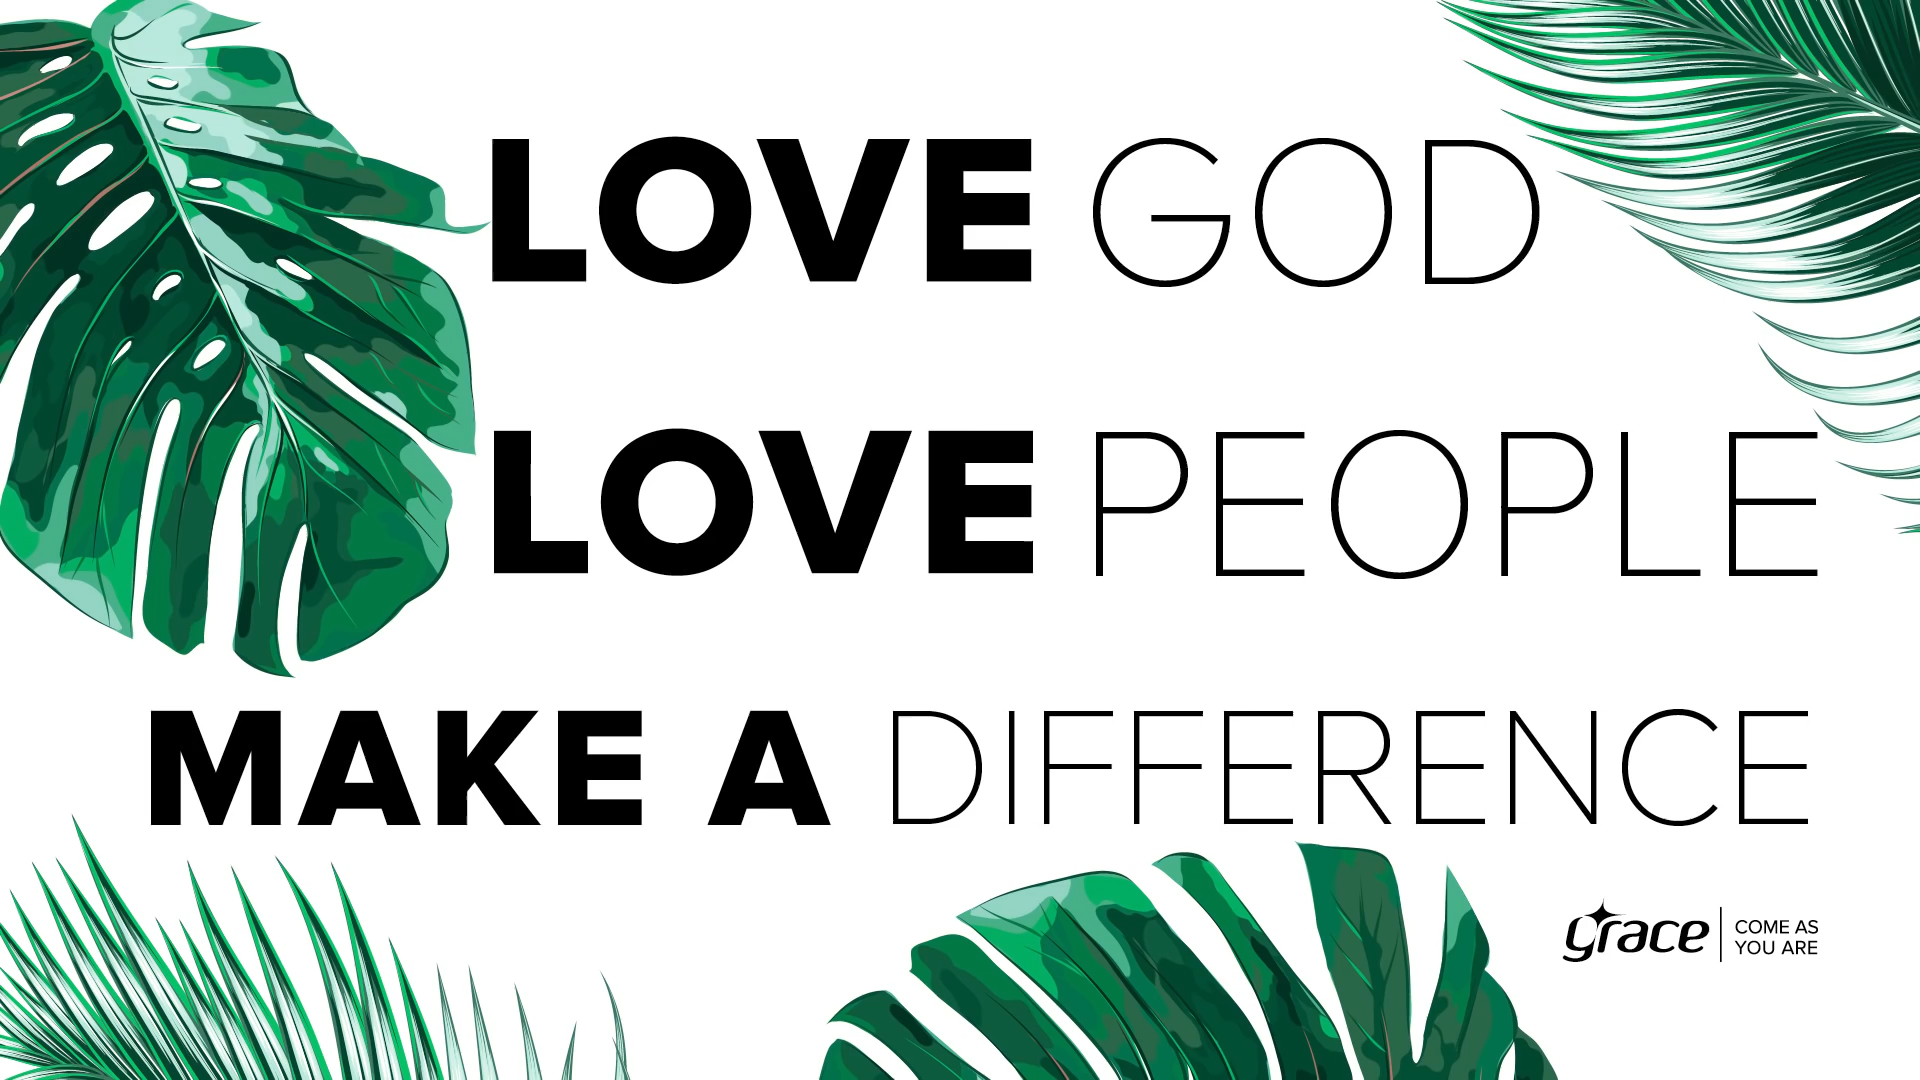 LOVE GOD
LOVE PEOPLE
MAKE A DIFFERENCE
grace
COME AS
YOU ARE